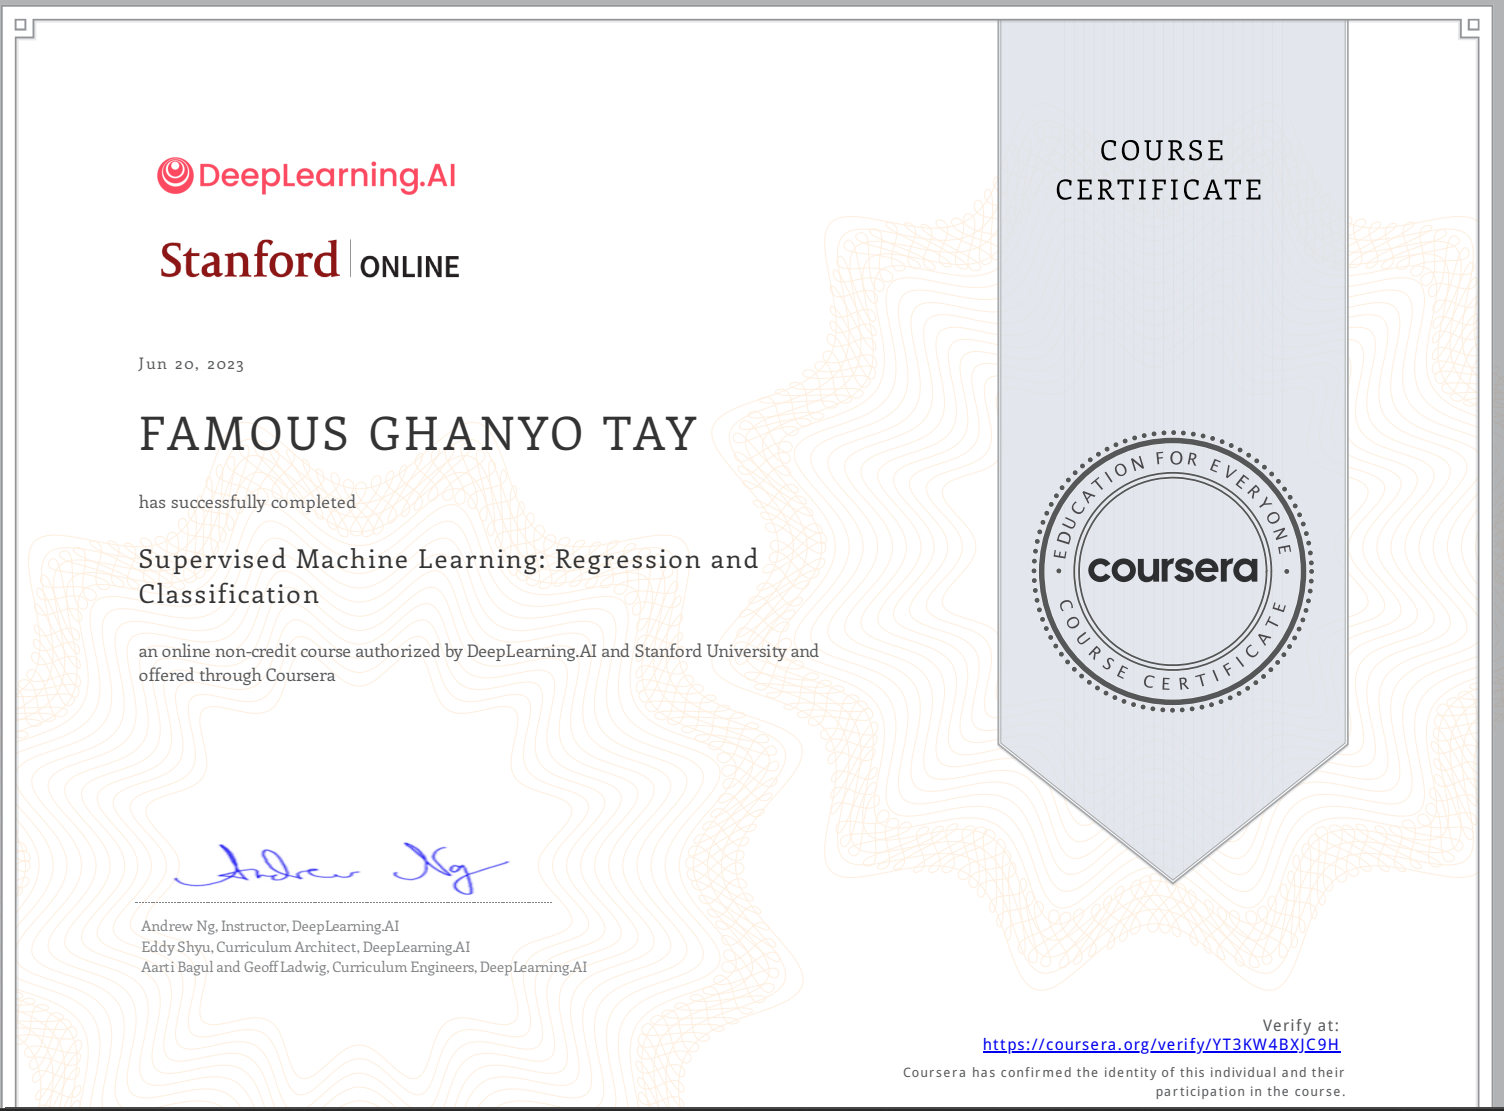 DeepLearning.AI
Stanford | ONLINE
Jun 20, 2023
FAMOUS GHANYO TAY
has successfully completed
Supervised Machine Learning: Regression and
Classification
an online non-credit course authorized by DeepLearning.AI and Stanford University and
offered through Coursera
Andrew Ng
Andrew Ng, Instructor, DeepLearning.AI
Eddy Shyu, Curriculum Architect, DeepLearning.AI
Aarti Bagul and Geoff Ladwig, Curriculum Engineers, DeepLearning.AI
COURSE
CERTIFICATE
EDUCATION FOR EVERYONE
coursera
COURSE CERTIFICATE
Verify at:
https://coursera.org/verify/YT3KW4BXJC9H
Coursera has confirmed the identity of this individual and their
participation in the course.